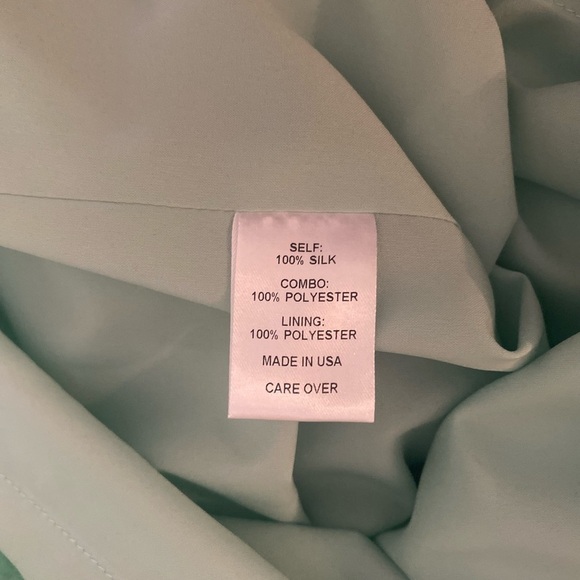 SELF:
100% SILK
COMBO:
100% POLYESTER
LINING:
100% POLYESTER
MADE IN USA
CARE OVER